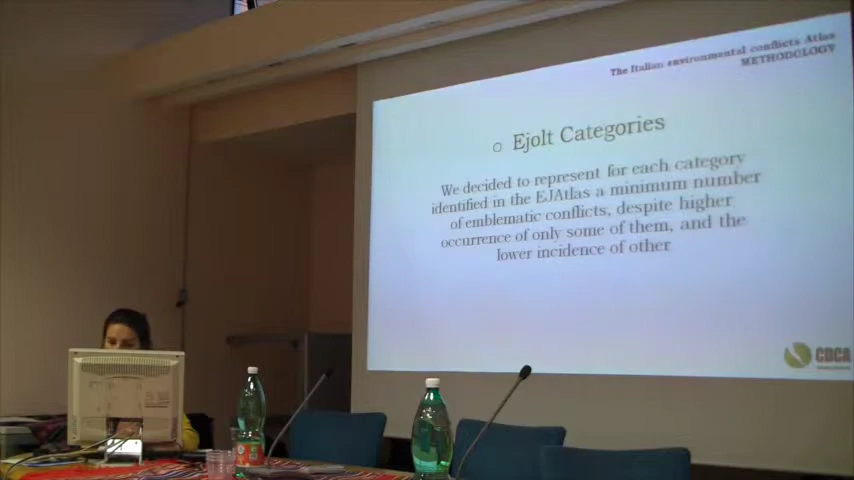 The Italian environmental conflicts Atlas
METHODOLOGY
Ejolt Categories
We decided to represent for each category
identified in the EJAtlas a minimum number
of emblematic conflicts, despite higher
occurrence of only some of them, and the
lower incidence of other
CDCA